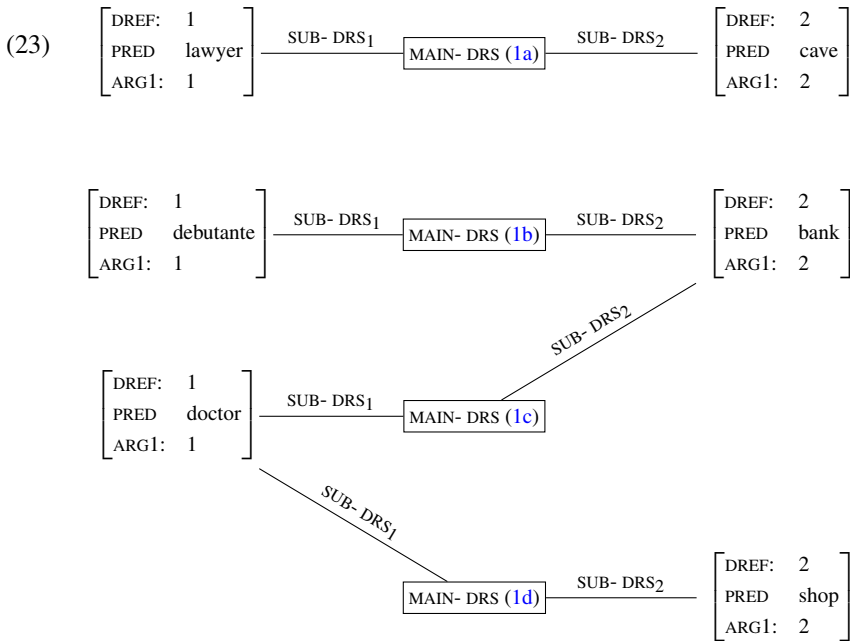 (23)
DREF: 1
PRED lawyer
ARG1: 1
SUB- DRS1
MAIN- DRS (1a)
SUB- DRS2
DREF: 2
PRED cave
ARG1: 2
DREF: 1
PRED debutante
ARG1: 1
SUB- DRS1
MAIN- DRS (1b)
SUB- DRS2
DREF: 2
PRED bank
ARG1: 2
SUB- DRS2
DREF: 1
PRED doctor
ARG1: 1
SUB- DRS1
MAIN- DRS (1c)
SUB- DRS1
MAIN- DRS (1d)
SUB- DRS2
DREF: 2
PRED shop
ARG1: 2